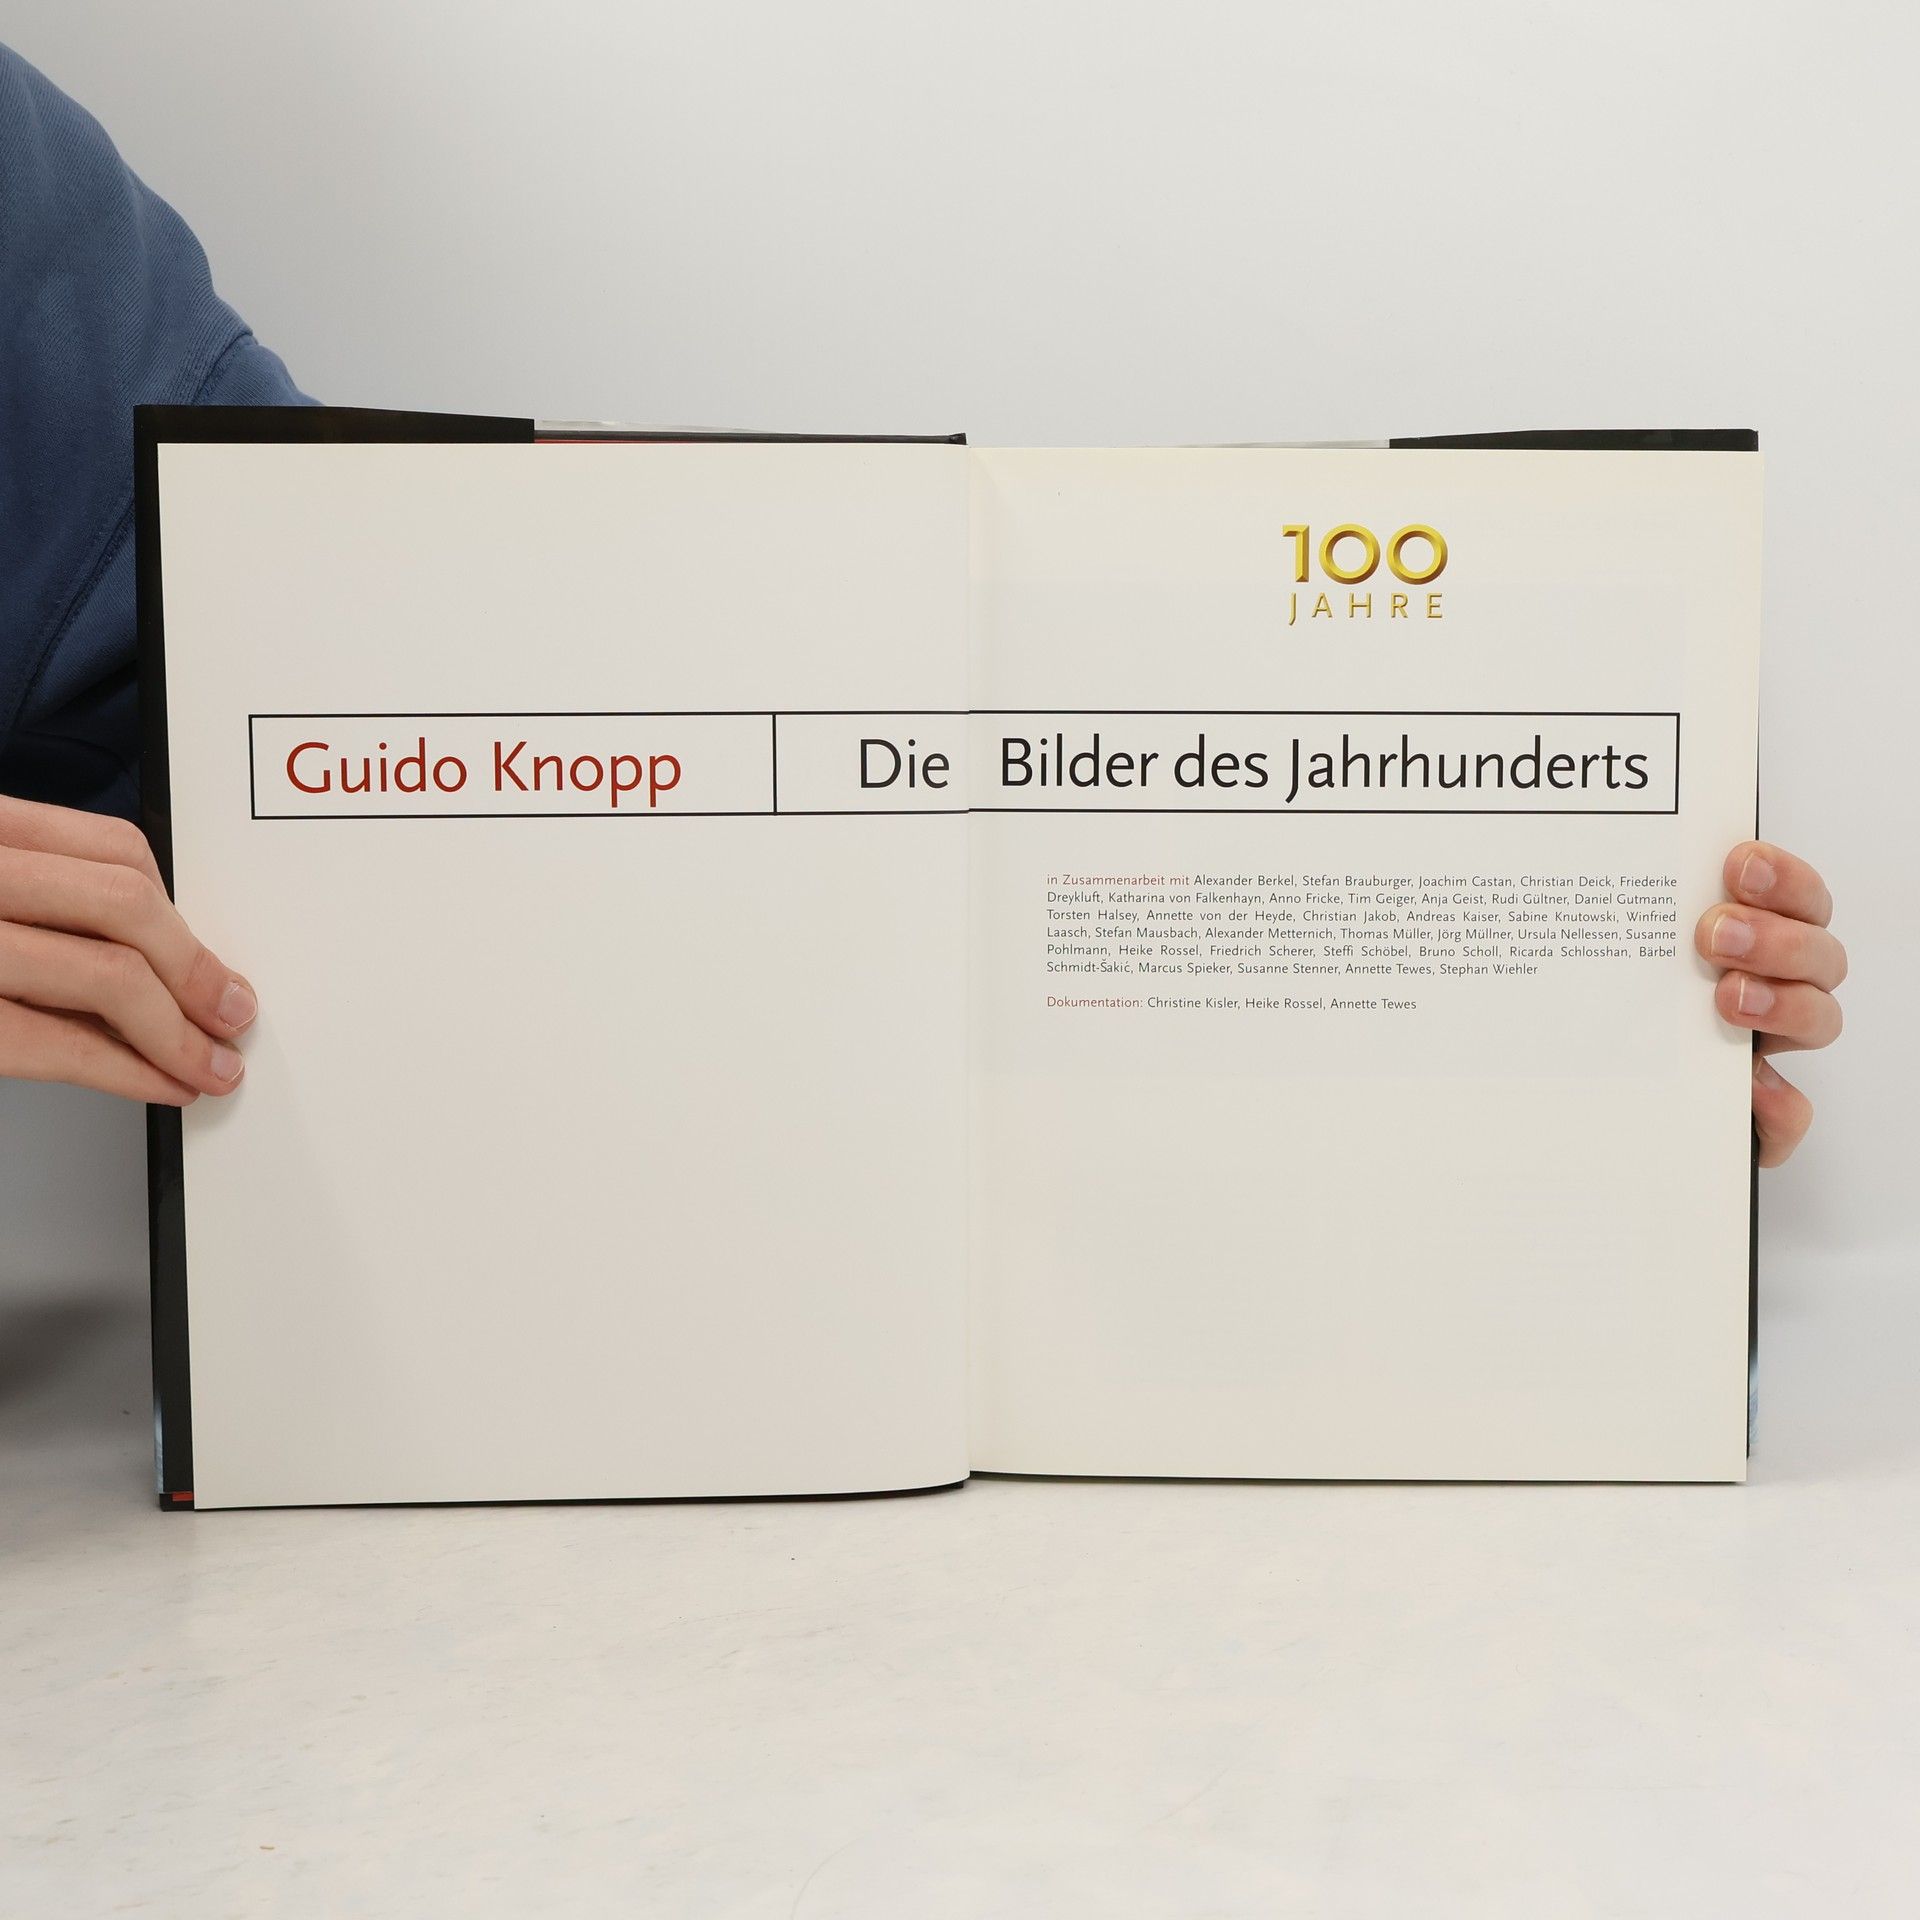 100
JAHRE
Guido Knopp Die Bilder des Jahrhunderts
in Zusammenarbeit mit Alexander Berkel, Stefan Brauburger, Joachim Castan, Christian Deick, Friederike
Dreykluft, Katharina von Falkenhayn, Anno Fricke, Tim Geiger, Anja Geist, Rudi Gültner, Daniel Gutmann,
Torsten Halsey, Annette von der Heyde, Christian Jakob, Andreas Kaiser, Sabine Knutowski, Winfried
Laasch, Stefan Mausbach, Alexander Metternich, Thomas Müller, Jörg Müllner, Ursula Nellessen, Susanne
Pohlmann, Heike Rossel, Friedrich Scherer, Steffi Schöbel, Bruno Scholl, Ricarda Schlosshan, Bärbel
Schmidt-Šakić, Marcus Spieker, Susanne Stenner, Annette Tewes, Stephan Wiehler
Dokumentation: Christine Kisler, Heike Rossel, Annette Tewes